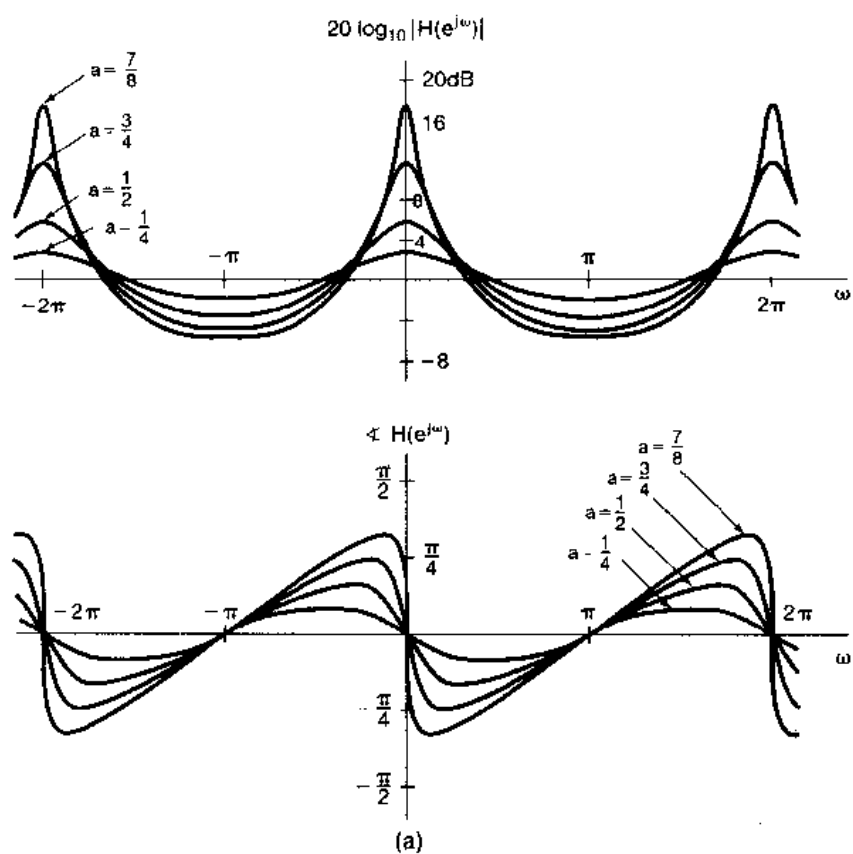 20 log₁₀|H(e^{jω})|
a = 7/8
20dB
16
a = 3/4
a = 1/2
8
a - 1/4
4
−π
π
−2π
2π
ω
−8
∢ H(e^{jω})
a = 7/8
π/2
a = 3/4
a = 1/2
π/4
a - 1/4
−2π
−π
π
2π
ω
-π/4
-π/2
(a)